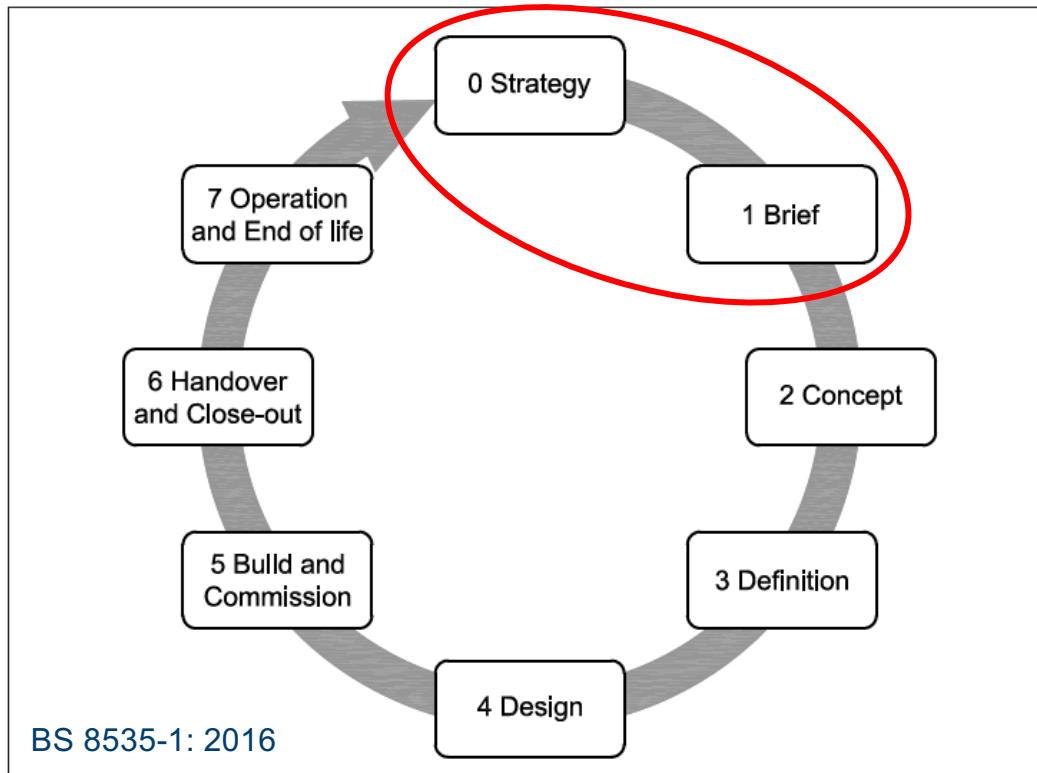 0 Strategy
1 Brief
2 Concept
3 Definition
4 Design
5 Build and
Commission
6 Handover
and Close-out
7 Operation
and End of life
BS 8535-1: 2016